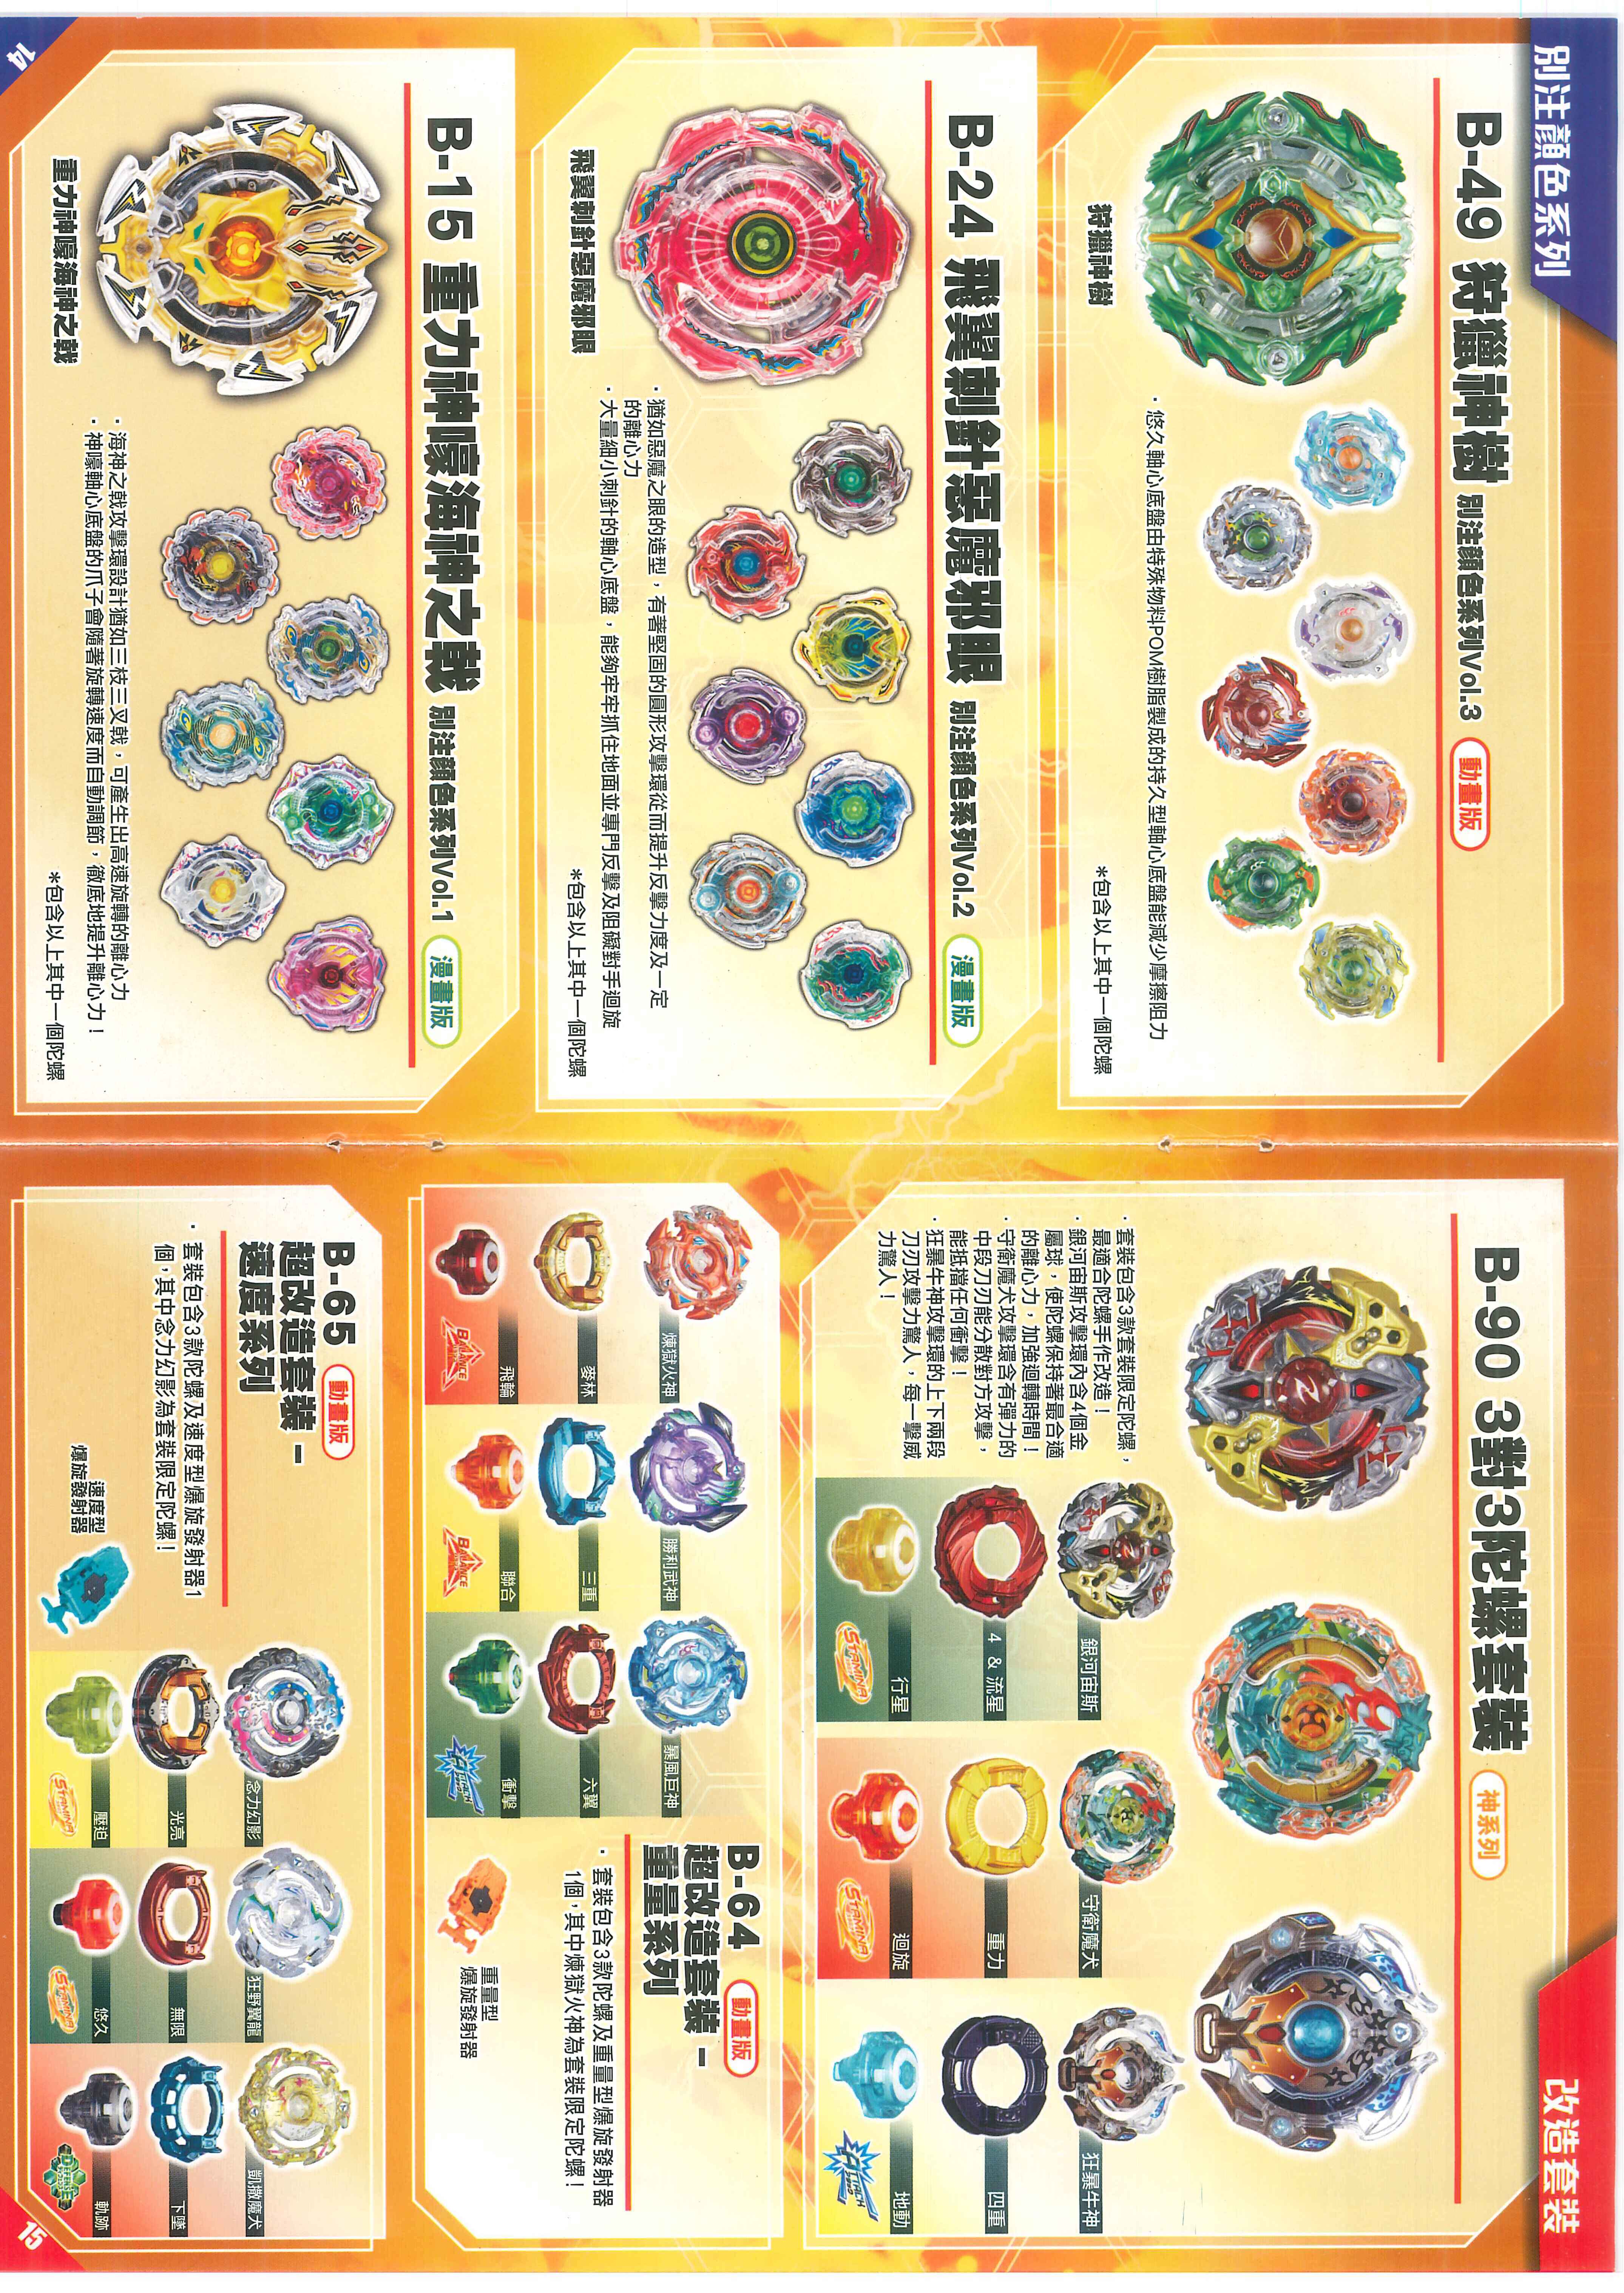 別注顏色系列
B-49 狩獵神樹 別注顏色系列Vol.3 動畫版
狩獵神樹
· 悠久軸心底盤由特殊物料POM樹脂製成的持久型軸心底盤能減少摩擦阻力
*包含以上其中一個陀螺
B-24 飛翼刺針惡魔邪眼 別注顏色系列Vol.2 漫畫版
飛翼刺針惡魔邪眼
· 猶如惡魔之眼的造型，有著堅固的圓形攻擊環從而提升反擊力度及一定
的離心力
· 大量細小刺針的軸心底盤，能夠牢牢抓住地面並專門反擊及阻礙對手迴旋
*包含以上其中一個陀螺
B-15 重力神嚎海神之戟 別注顏色系列Vol.1 漫畫版
重力神嚎海神之戟
· 海神之戟攻擊環設計猶如三枝三叉戟，可產生出高速旋轉的離心力
· 神嚎軸心底盤的爪子會隨著旋轉速度而自動調節，徹底地提升離心力！
*包含以上其中一個陀螺
14
改造套裝
B-90 3對3陀螺套裝 神系列
· 套裝包含3款套裝限定陀螺，
最適合陀螺手作改造！
· 銀河宙斯攻擊環內含4個金
屬球，使陀螺保持著最合適
的離心力，加強迴轉時間！
· 守衛魔犬攻擊環含有彈力的
中段刀刃能分散對方攻擊，
能抵擋任何衝擊！
· 狂暴牛神攻擊環的上下兩段
刀刃攻擊力驚人，每一擊威
力驚人！
銀河宙斯
4 & 流星
行星
STAMINA
守衛魔犬
重力
迴旋
STAMINA
狂暴牛神
四重
地動
ATTACK
B-64 動畫版
超改造套裝 -
重量系列
· 套裝包含3款陀螺及重量型爆旋發射器
1個，其中煉獄火神為套裝限定陀螺！
重量型
爆旋發射器
煉獄火神
麥林
飛輪
BALANCE
勝利武神
三重
聯合
BALANCE
暴風巨神
六翼
衝擊
ATTACK
B-65 動畫版
超改造套裝 -
速度系列
· 套裝包含3款陀螺及速度型爆旋發射器1
個，其中念力幻影為套裝限定陀螺！
速度型
爆旋發射器
念力幻影
光亮
壓迫
STAMINA
狂野翼龍
無限
悠久
STAMINA
凱撒魔犬
下墜
軌跡
DEFENSE
15